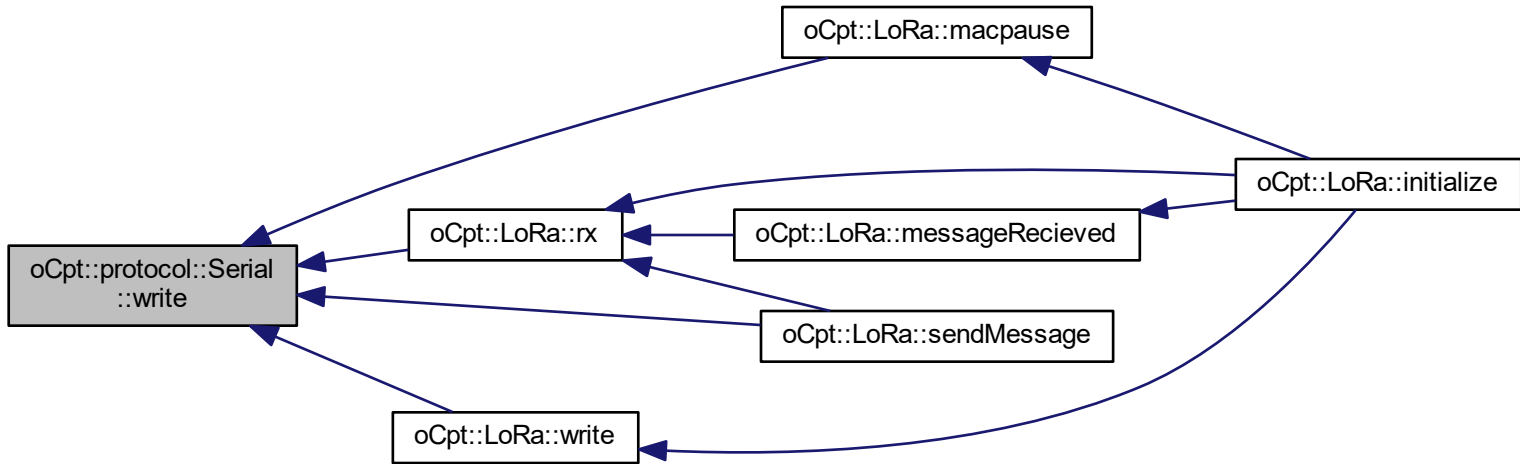 oCpt::LoRa::macpause
oCpt::LoRa::initialize
oCpt::LoRa::rx
oCpt::LoRa::messageRecieved
oCpt::protocol::Serial
::write
oCpt::LoRa::sendMessage
oCpt::LoRa::write